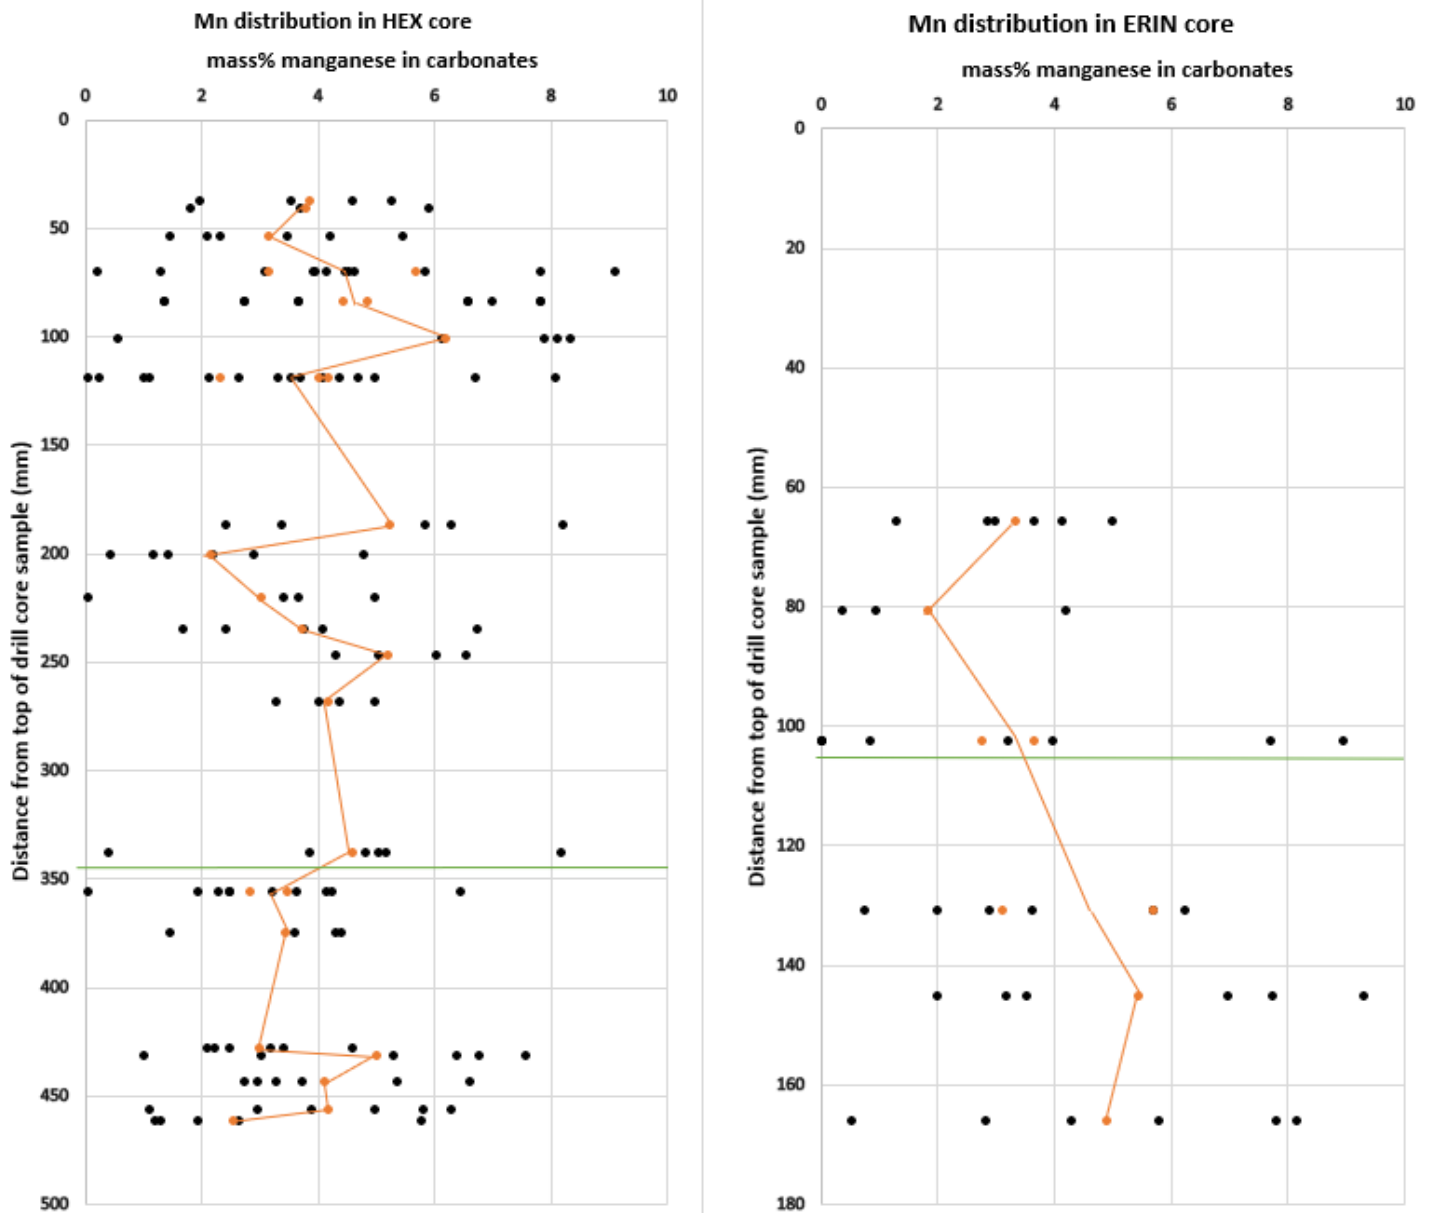 Mn distribution in HEX core
mass% manganese in carbonates
0 2 4 6 8 10
0
50
100
150
200
250
300
350
400
450
500
Distance from top of drill core sample (mm)
Mn distribution in ERIN core
mass% manganese in carbonates
0 2 4 6 8 10
0
20
40
60
80
100
120
140
160
180
Distance from top of drill core sample (mm)